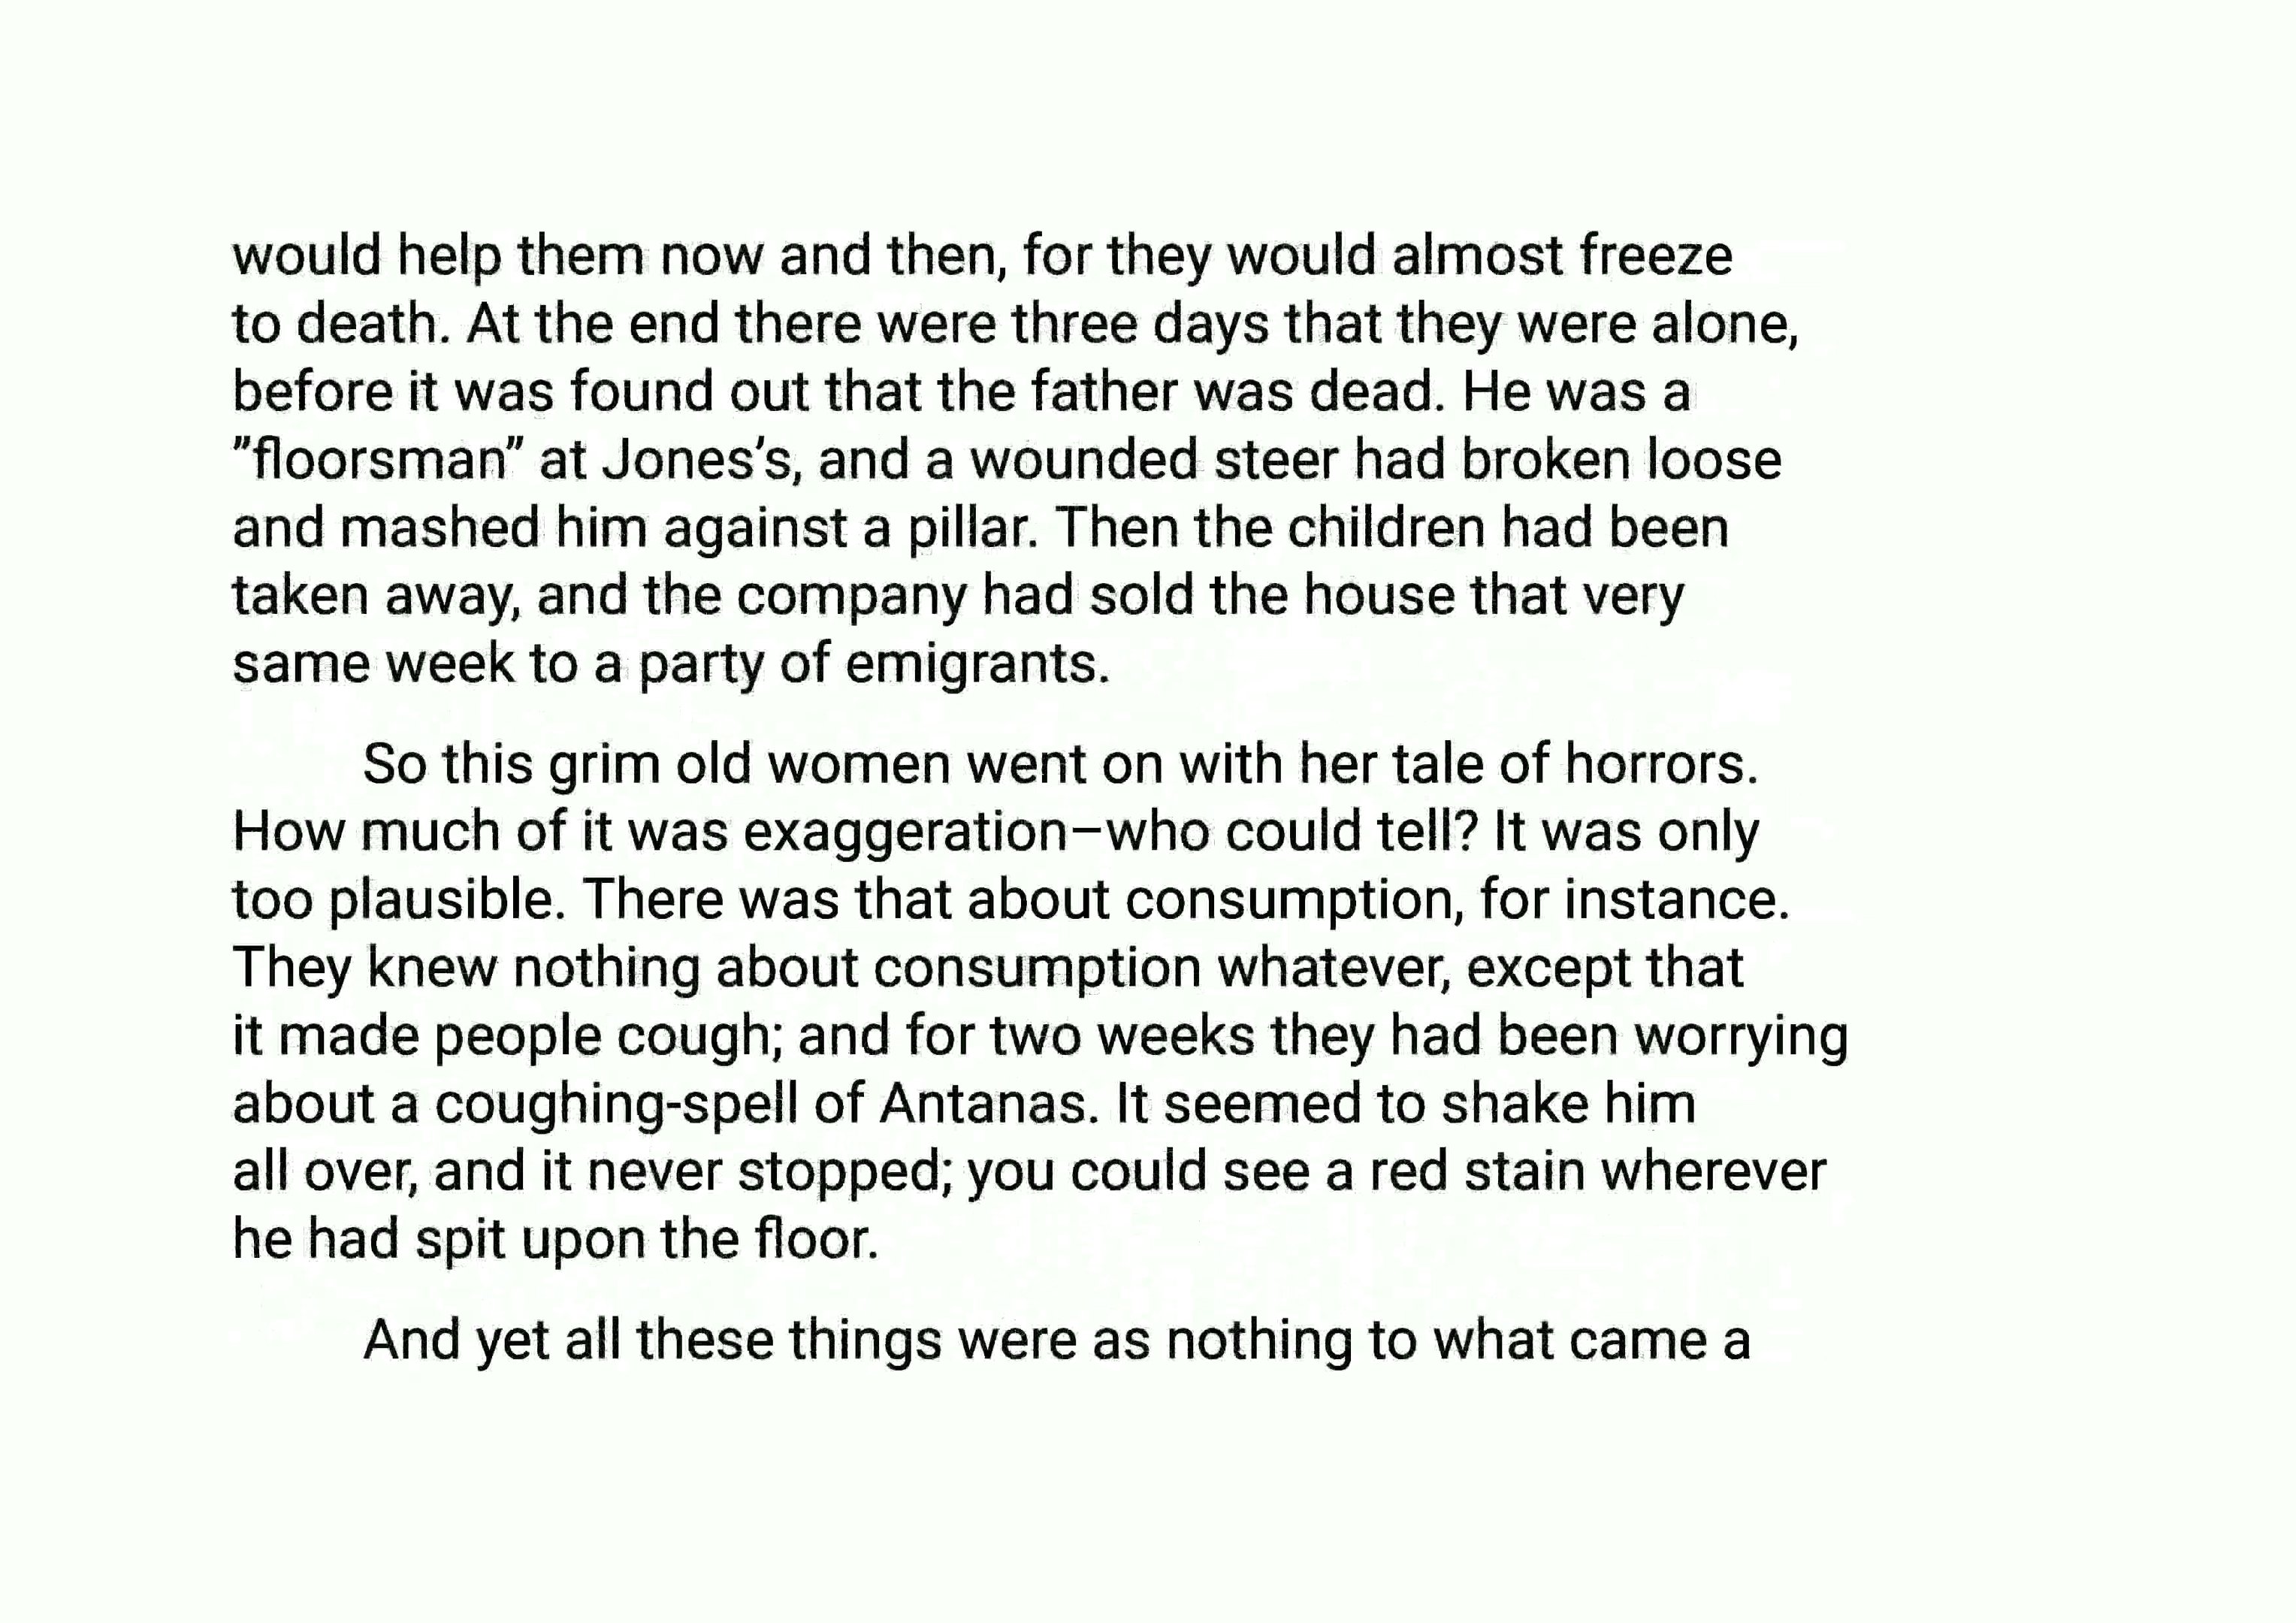 would help them now and then, for they would almost freeze
to death. At the end there were three days that they were alone,
before it was found out that the father was dead. He was a
"floorsman" at Jones's, and a wounded steer had broken loose
and mashed him against a pillar. Then the children had been
taken away, and the company had sold the house that very
same week to a party of emigrants.
So this grim old women went on with her tale of horrors.
How much of it was exaggeration–who could tell? It was only
too plausible. There was that about consumption, for instance.
They knew nothing about consumption whatever, except that
it made people cough; and for two weeks they had been worrying
about a coughing-spell of Antanas. It seemed to shake him
all over, and it never stopped; you could see a red stain wherever
he had spit upon the floor.
And yet all these things were as nothing to what came a